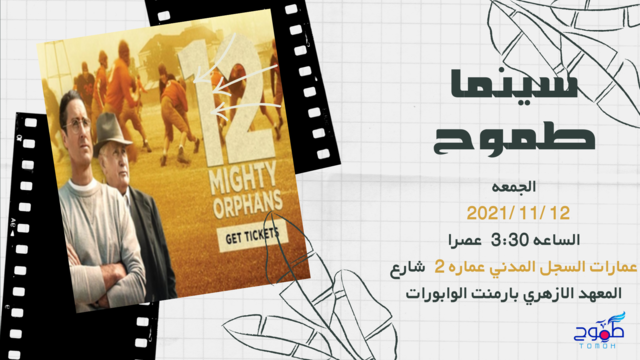 سينما
طموح
الجمعه
2021/ 11/ 12
الساعه 3:30 عصرا
عمارات السجل المدني عماره 2 شارع
المعهد الازهري بارمنت الوابورات
12
MIGHTY
ORPHANS
GET TICKETS
طموح
TOMOH